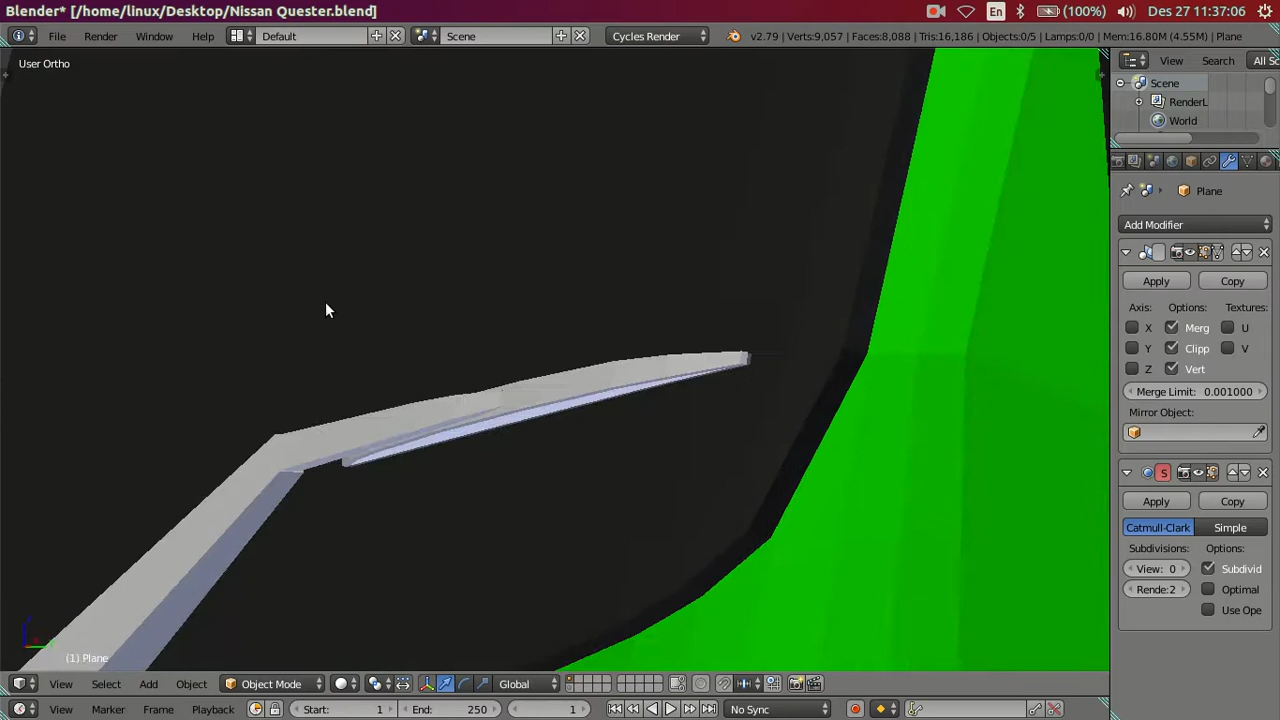 Blender* [/home/linux/Desktop/Nissan Quester.blend]
En (100%) Des 27 11:37:06
File Render Window Help Default Scene Cycles Render v2.79 | Verts:9,057 | Faces:8,088 | Tris:16,186 | Objects:0/5 | Lamps:0/0 | Mem:16.80M (4.55M) | Plane
User Ortho
View Search All Sc
Scene
RenderL
World
Plane
Add Modifier
Apply Copy
Axis: Options: Textures:
X Merg U
Y Clipp V
Z Vert
Merge Limit: 0.001000
Mirror Object:
S
Apply Copy
Catmull-Clark Simple
Subdivisions: Options:
View: 0 Subdivid
Rende:2 Optimal
Use Ope
(1) Plane
View Select Add Object Object Mode Global
View Marker Frame Playback Start: 1 End: 250 1 No Sync